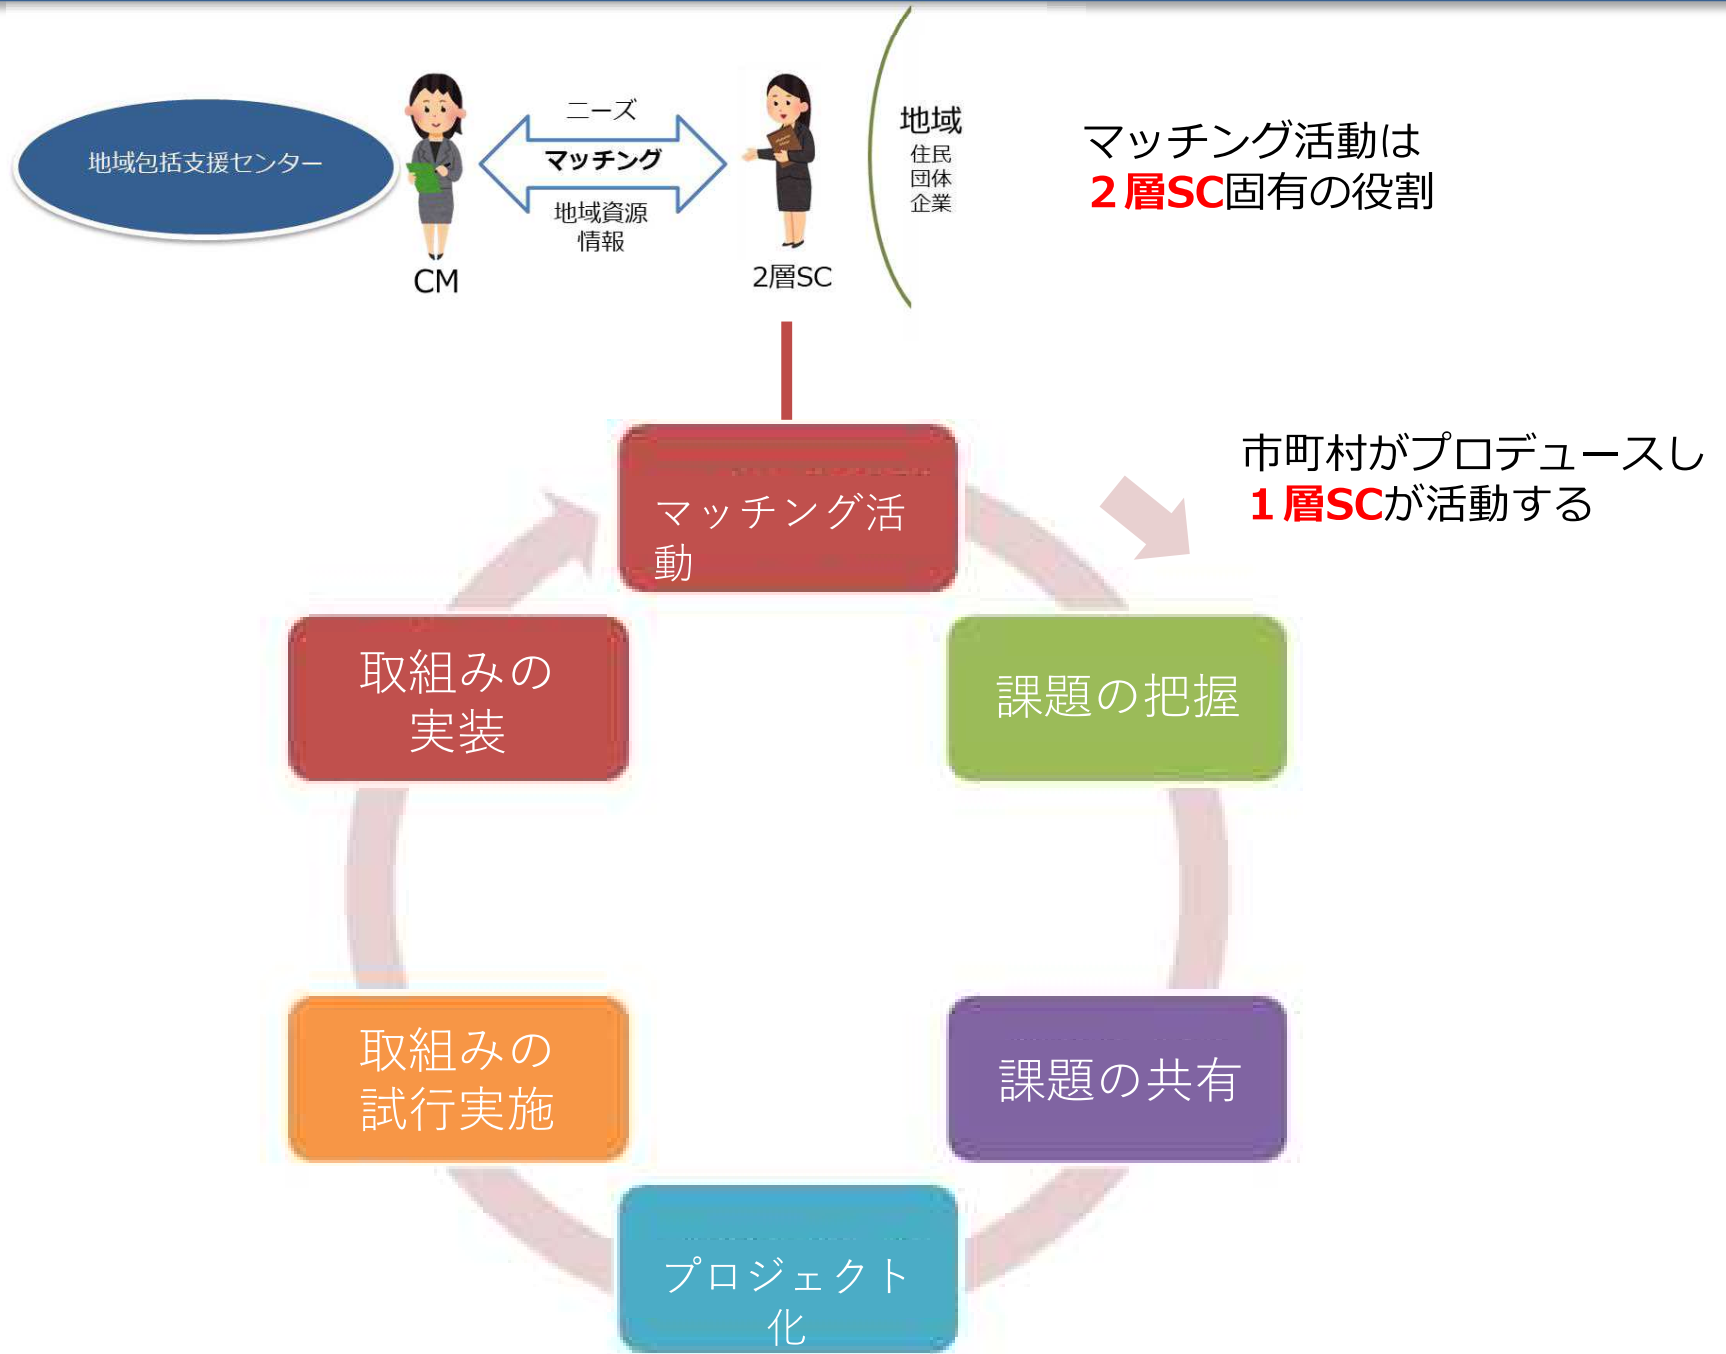 地域包括支援センター
CM
ニーズ
マッチング
地域資源
情報
2層SC
地域
住民
団体
企業
マッチング活動は
２層SC固有の役割
市町村がプロデュースし
１層SCが活動する
マッチング活
動
課題の把握
課題の共有
プロジェクト
化
取組みの
試行実施
取組みの
実装